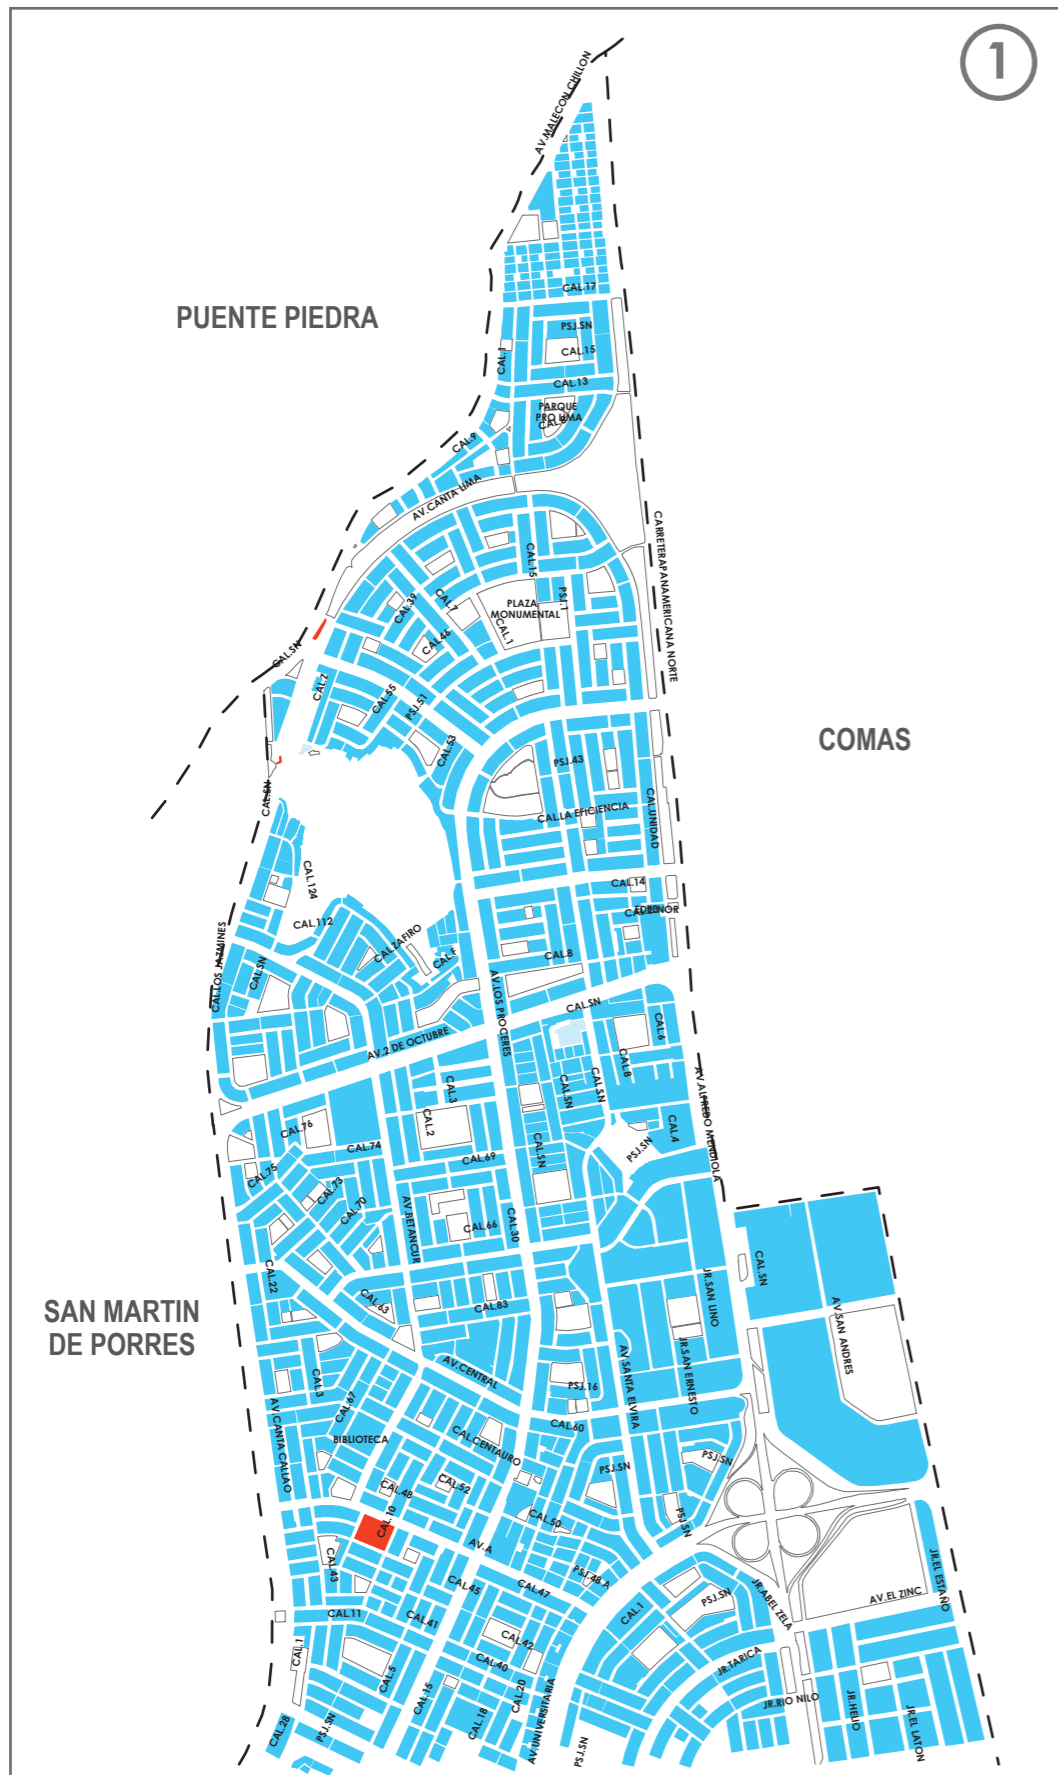 1
AV.MALECON CHILLON
PUENTE PIEDRA
CAL.17
PSJ.SN
CAL.15
CAL.1
CAL.13
PARQUE
PRO LIMA
CAL.9
AV.CANTA LIMA
CARRETERAPANAMERICANA NORTE
CAL.15
CAL.39
CAL.7
PLAZA
MONUMENTAL
PSJ.1
CAL.1
CAL.46
CAL.SN
CAL.Z
CAL.55
PSJ.51
CAL.53
COMAS
PSJ.43
CAL.SN
CAL.LA EFICIENCIA
CAL.UNIDAD
CAL.124
CAL.14
CAL.112
CAL.ZAFIRO
CAL.F
CAL.8
CAL.LOS JAZMINES
CAL.SN
AV.LOS PROCERES
CAL.SN
CAL.6
AV.2 DE OCTUBRE
CAL.8
CAL.3
CAL.SN
CAL.SN
AV.ALFREDO MENDIOLA
CAL.76
CAL.2
CAL.4
CAL.74
CAL.69
CAL.SN
PSJ.SN
CAL.75
CAL.73
CAL.70
AV.BETANCUR
CAL.66
CAL.30
CAL.22
CAL.SN
JR.SAN LINO
SAN MARTIN
DE PORRES
CAL.63
CAL.83
AV.SAN ANDRES
JR.SAN ERNESTO
AV.SANTA ELVIRA
AV.CENTRAL
CAL.3
CAL.67
PSJ.16
AV.CANTA CALLAO
CAL.60
BIBLIOTECA
CAL.CENTAURO
PSJ.SN
PSJ.SN
CAL.48
CAL.52
CAL.10
CAL.50
PSJ.SN
AV.A
CAL.43
CAL.45
PSJ.48 A
CAL.47
JR.EL ESTAÑO
AV.EL ZINC
JR.ABEL ZELA
PSJ.SN
CAL.1
CAL.11
CAL.41
CAL.42
CAL.1
CAL.5
CAL.40
JR.TARICA
CAL.15
CAL.20
CAL.18
AV.UNIVERSITARIA
JR.RIO NILO
JR.HELIO
JR.EL LATON
CAL.28
PSJ.SN
PSJ.SN